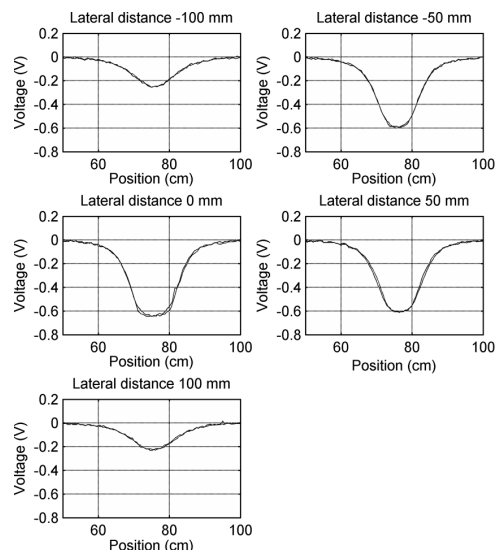 Lateral distance -100 mm
0.2
0
-0.2
-0.4
-0.6
-0.8
Voltage (V)
60 80 100
Position (cm)
Lateral distance -50 mm
0.2
0
-0.2
-0.4
-0.6
-0.8
Voltage (V)
60 80 100
Position (cm)
Lateral distance 0 mm
0.2
0
-0.2
-0.4
-0.6
-0.8
Voltage (V)
60 80 100
Position (cm)
Lateral distance 50 mm
0.2
0
-0.2
-0.4
-0.6
-0.8
Voltage (V)
60 80 100
Position (cm)
Lateral distance 100 mm
0.2
0
-0.2
-0.4
-0.6
-0.8
Voltage (V)
60 80 100
Position (cm)